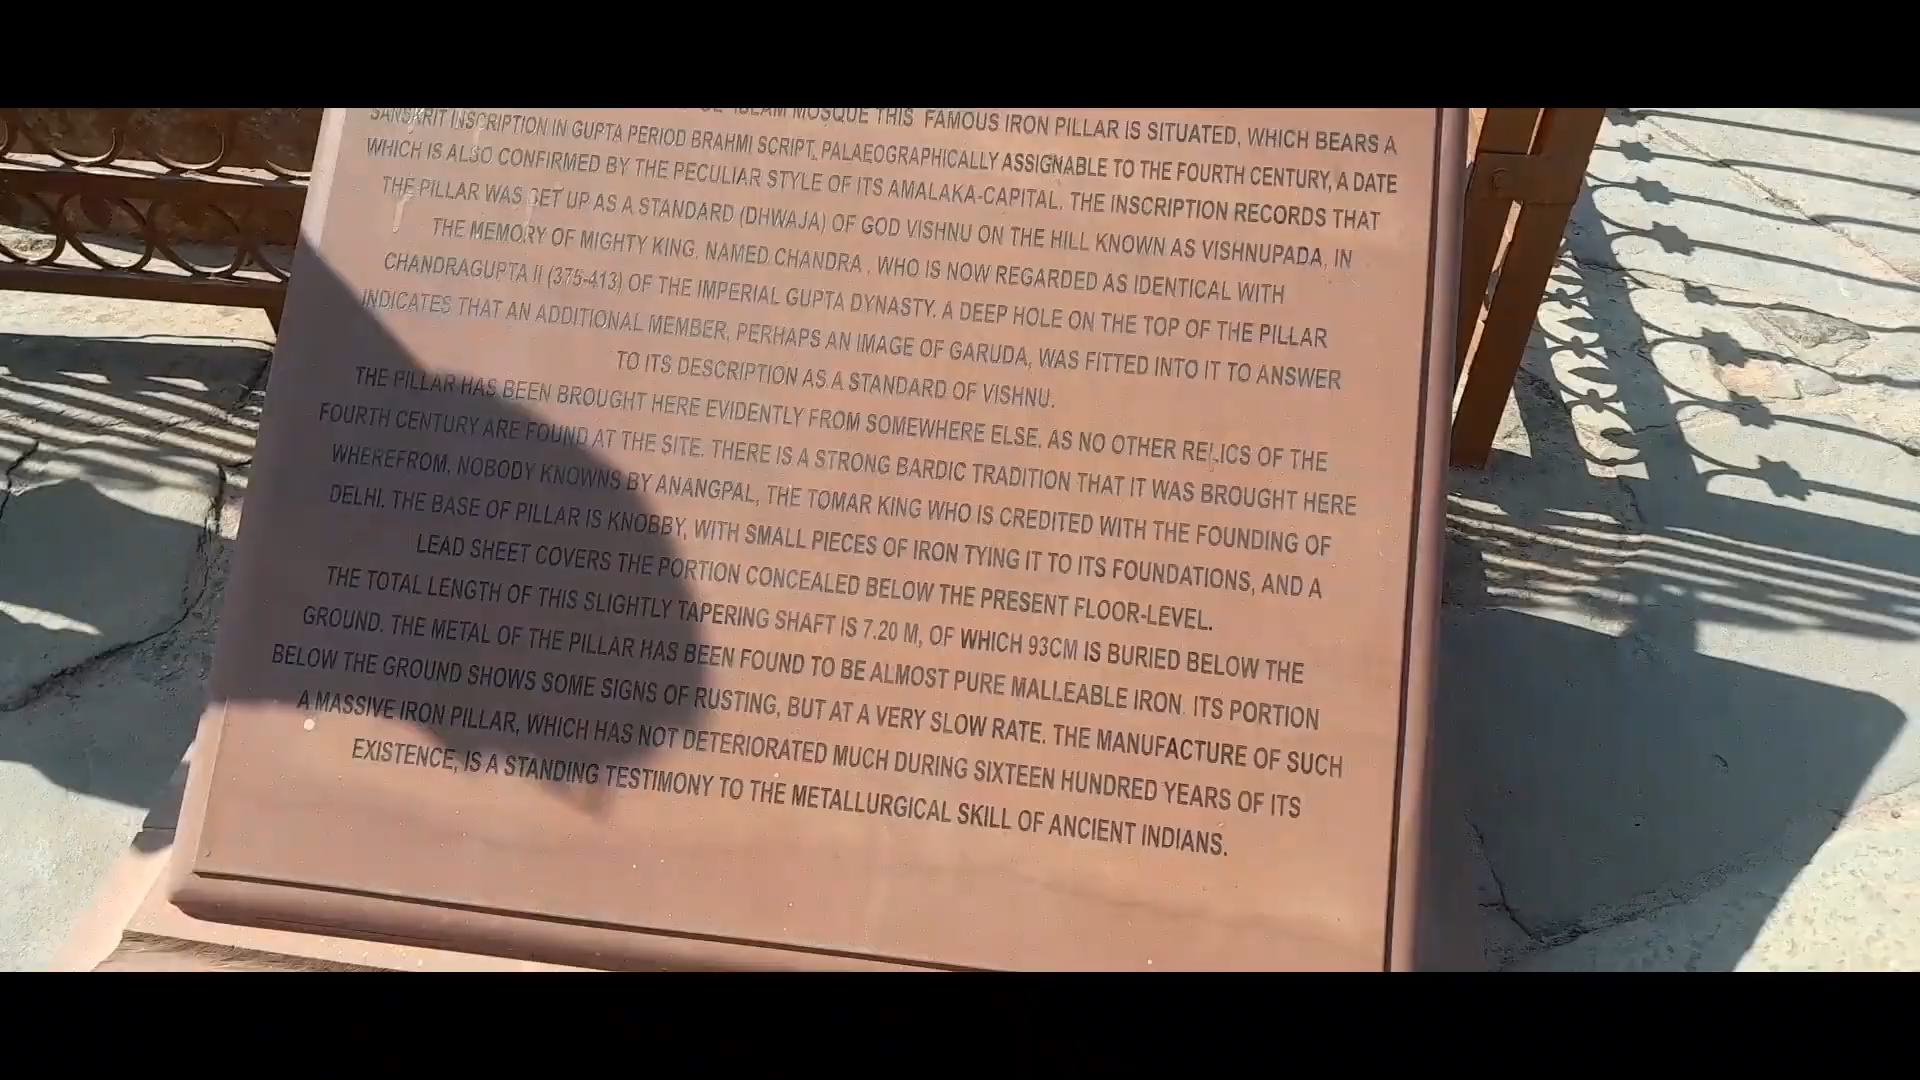 ISLAM MOSQUE THIS FAMOUS IRON PILLAR IS SITUATED, WHICH BEARS A
SANSKRIT INSCRIPTION IN GUPTA PERIOD BRAHMI SCRIPT, PALAEOGRAPHICALLY ASSIGNABLE TO THE FOURTH CENTURY, A DATE
WHICH IS ALSO CONFIRMED BY THE PECULIAR STYLE OF ITS AMALAKA-CAPITAL. THE INSCRIPTION RECORDS THAT
THE PILLAR WAS SET UP AS A STANDARD (DHWAJA) OF GOD VISHNU ON THE HILL KNOWN AS VISHNUPADA, IN
THE MEMORY OF MIGHTY KING, NAMED CHANDRA , WHO IS NOW REGARDED AS IDENTICAL WITH
CHANDRAGUPTA II (375-413) OF THE IMPERIAL GUPTA DYNASTY. A DEEP HOLE ON THE TOP OF THE PILLAR
INDICATES THAT AN ADDITIONAL MEMBER, PERHAPS AN IMAGE OF GARUDA, WAS FITTED INTO IT TO ANSWER
TO ITS DESCRIPTION AS A STANDARD OF VISHNU.
THE PILLAR HAS BEEN BROUGHT HERE EVIDENTLY FROM SOMEWHERE ELSE, AS NO OTHER RELICS OF THE
FOURTH CENTURY ARE FOUND AT THE SITE. THERE IS A STRONG BARDIC TRADITION THAT IT WAS BROUGHT HERE
WHEREFROM, NOBODY KNOWNS BY ANANGPAL, THE TOMAR KING WHO IS CREDITED WITH THE FOUNDING OF
DELHI. THE BASE OF PILLAR IS KNOBBY, WITH SMALL PIECES OF IRON TYING IT TO ITS FOUNDATIONS, AND A
LEAD SHEET COVERS THE PORTION CONCEALED BELOW THE PRESENT FLOOR-LEVEL.
THE TOTAL LENGTH OF THIS SLIGHTLY TAPERING SHAFT IS 7.20 M, OF WHICH 93CM IS BURIED BELOW THE
GROUND. THE METAL OF THE PILLAR HAS BEEN FOUND TO BE ALMOST PURE MALLEABLE IRON. ITS PORTION
BELOW THE GROUND SHOWS SOME SIGNS OF RUSTING, BUT AT A VERY SLOW RATE. THE MANUFACTURE OF SUCH
A MASSIVE IRON PILLAR, WHICH HAS NOT DETERIORATED MUCH DURING SIXTEEN HUNDRED YEARS OF ITS
EXISTENCE, IS A STANDING TESTIMONY TO THE METALLURGICAL SKILL OF ANCIENT INDIANS.